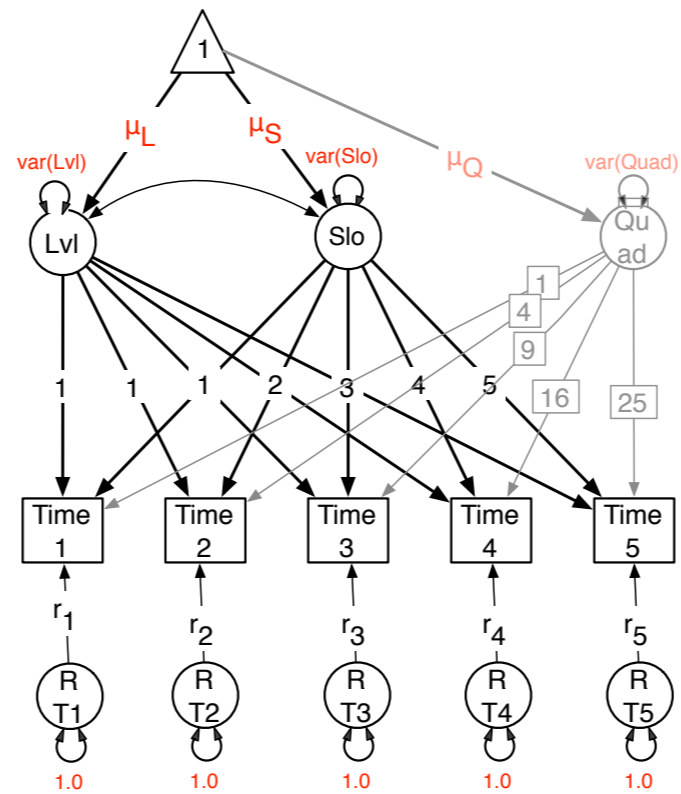 1
μL
μS
μQ
var(Lvl)
var(Slo)
var(Quad)
Lvl
Slo
Qu
ad
1
4
9
16
25
1
1
1
2
3
4
5
Time
1
Time
2
Time
3
Time
4
Time
5
r1
r2
r3
r4
r5
R
T1
R
T2
R
T3
R
T4
R
T5
1.0
1.0
1.0
1.0
1.0